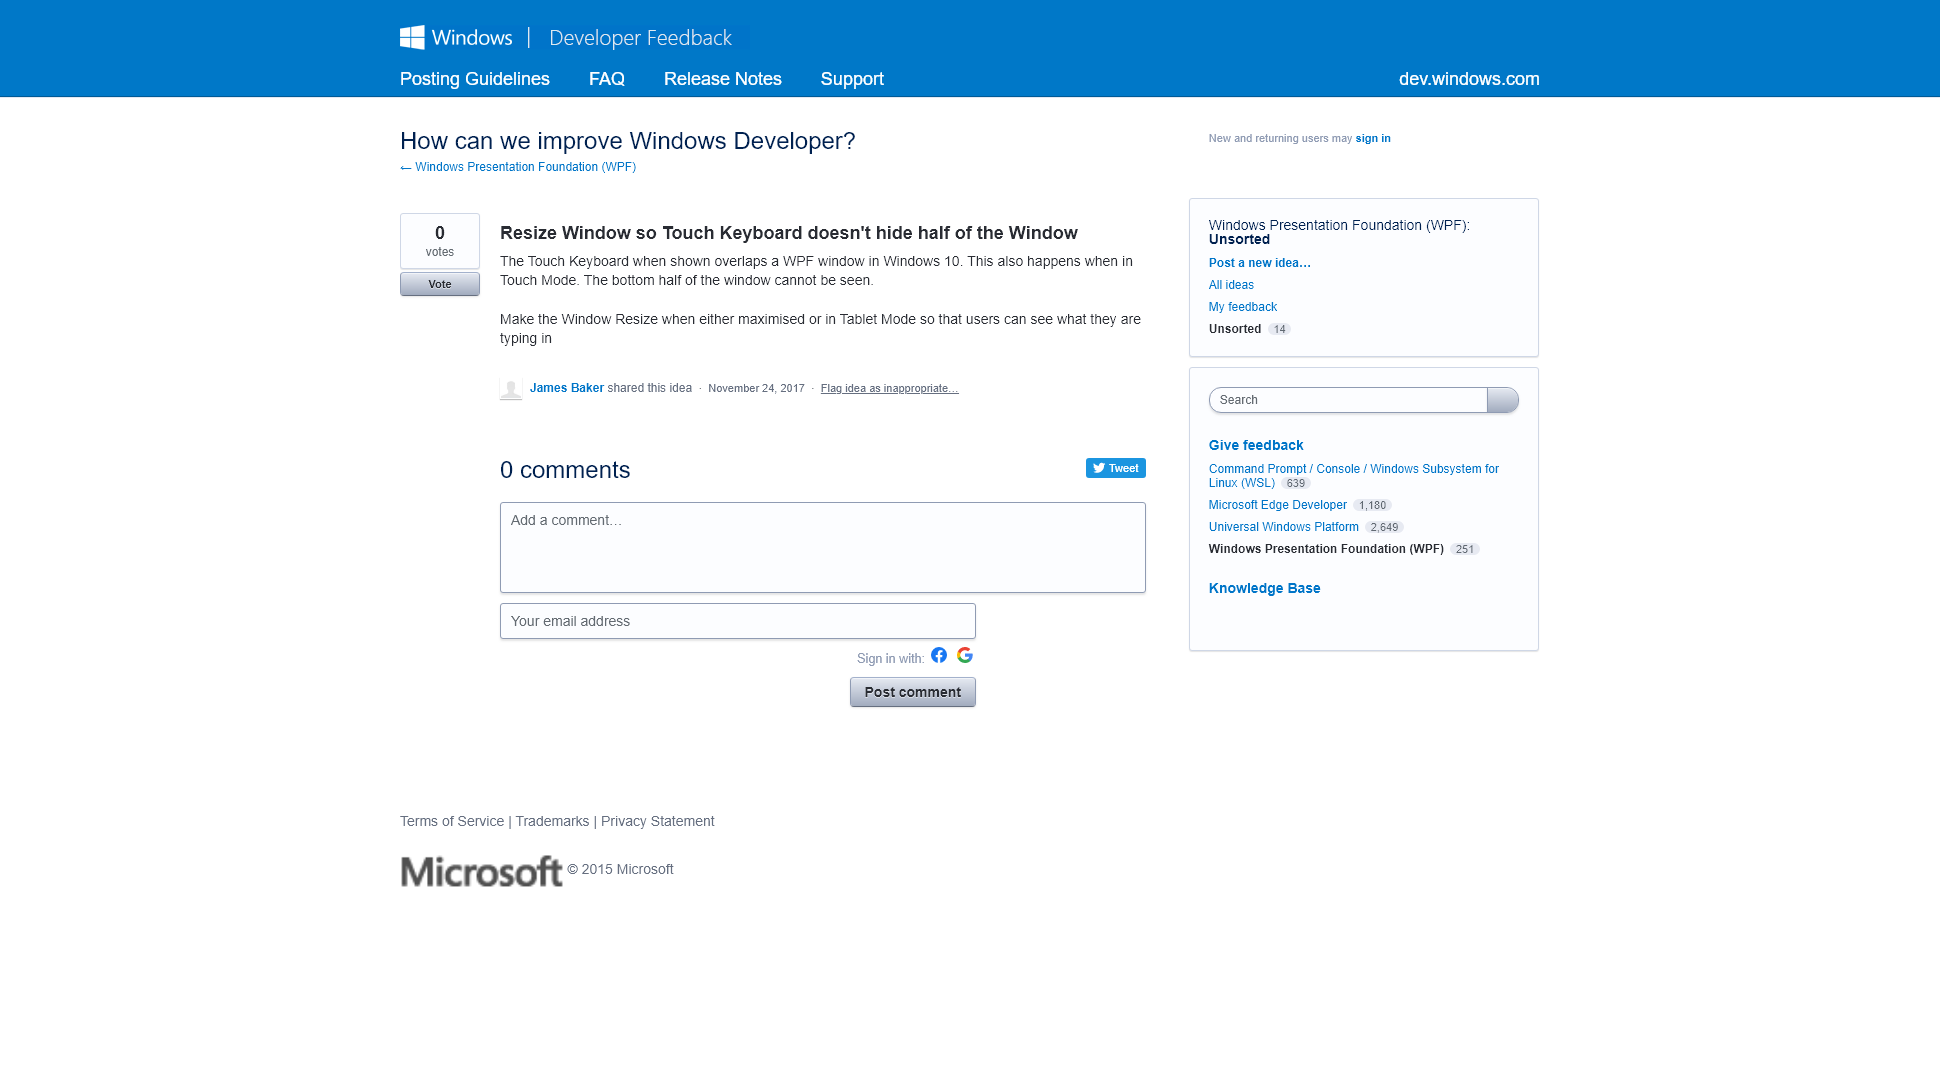 Windows | Developer Feedback
Posting Guidelines FAQ Release Notes Support dev.windows.com
How can we improve Windows Developer?
← Windows Presentation Foundation (WPF)
New and returning users may sign in
0
votes
Vote
Resize Window so Touch Keyboard doesn't hide half of the Window
The Touch Keyboard when shown overlaps a WPF window in Windows 10. This also happens when in
Touch Mode. The bottom half of the window cannot be seen.
Make the Window Resize when either maximised or in Tablet Mode so that users can see what they are
typing in
James Baker shared this idea · November 24, 2017 · Flag idea as inappropriate…
0 comments
Tweet
Add a comment…
Your email address
Sign in with:
Post comment
Windows Presentation Foundation (WPF):
Unsorted
Post a new idea…
All ideas
My feedback
Unsorted 14
Search
Give feedback
Command Prompt / Console / Windows Subsystem for
Linux (WSL) 639
Microsoft Edge Developer 1,180
Universal Windows Platform 2,649
Windows Presentation Foundation (WPF) 251
Knowledge Base
Terms of Service | Trademarks | Privacy Statement
Microsoft © 2015 Microsoft